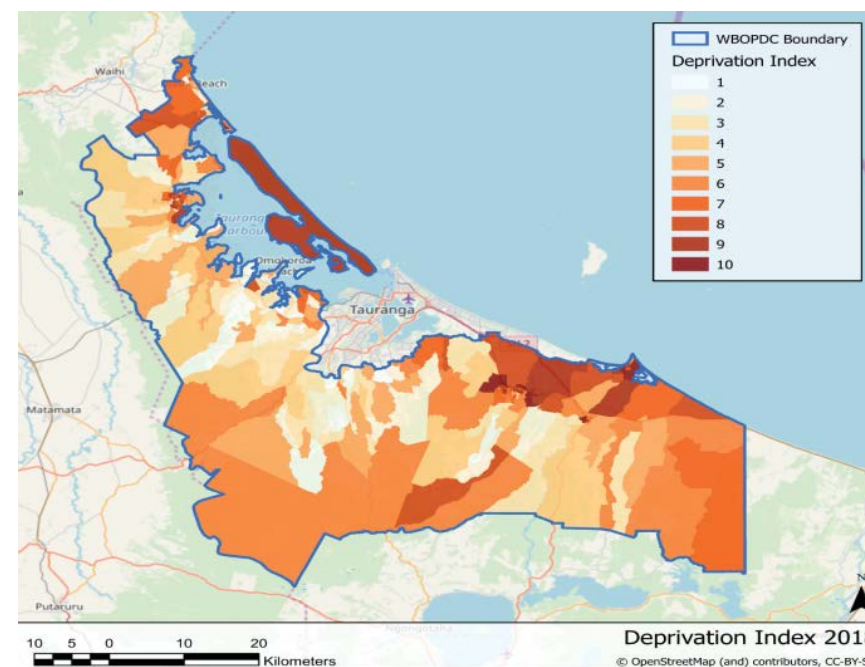 WBOPDC Boundary
Deprivation Index
1
2
3
4
5
6
7
8
9
10
Waihi
Beach
Tauranga
Harbour
Omokoroa
Tauranga
Matamata
Putaruru
Ngongotaha
N
10 5 0 10 20
Kilometers
Deprivation Index 201
© OpenStreetMap (and) contributors, CC-BY-S